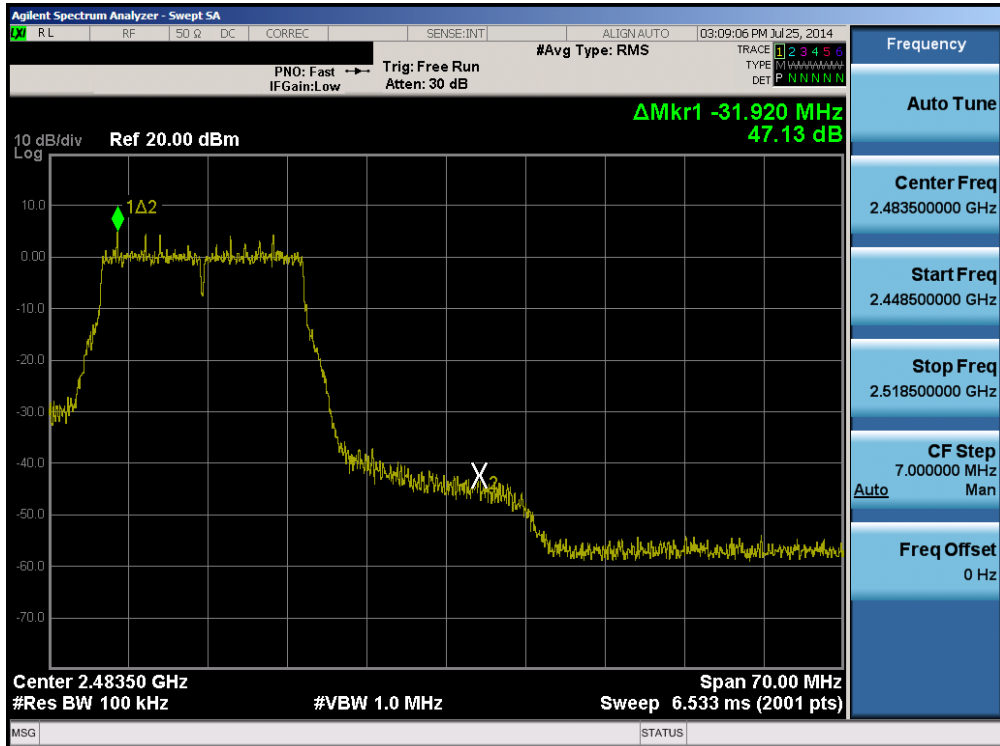 Agilent Spectrum Analyzer - Swept SA
LXI RL RF 50 Ω DC CORREC SENSE:INT ALIGN AUTO 03:09:06 PM Jul 25, 2014
#Avg Type: RMS TRACE 1 2 3 4 5 6
PNO: Fast Trig: Free Run TYPE M WWWWW
IFGain:Low Atten: 30 dB DET P N N N N N
Frequency
Auto Tune
ΔMkr1 -31.920 MHz
47.13 dB
10 dB/div Ref 20.00 dBm
Log
10.0
0.00
-10.0
-20.0
-30.0
-40.0
-50.0
-60.0
-70.0
1Δ2
X2
Center Freq
2.483500000 GHz
Start Freq
2.448500000 GHz
Stop Freq
2.518500000 GHz
CF Step
7.000000 MHz
Auto Man
Freq Offset
0 Hz
Center 2.48350 GHz Span 70.00 MHz
#Res BW 100 kHz #VBW 1.0 MHz Sweep 6.533 ms (2001 pts)
MSG STATUS